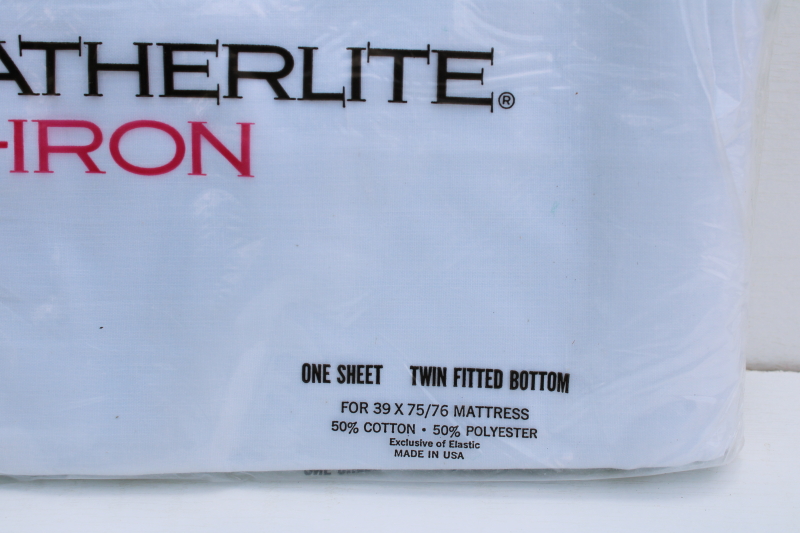 ATHERLITE®
-IRON
ONE SHEET TWIN FITTED BOTTOM
FOR 39 X 75/76 MATTRESS
50% COTTON • 50% POLYESTER
Exclusive of Elastic
MADE IN USA